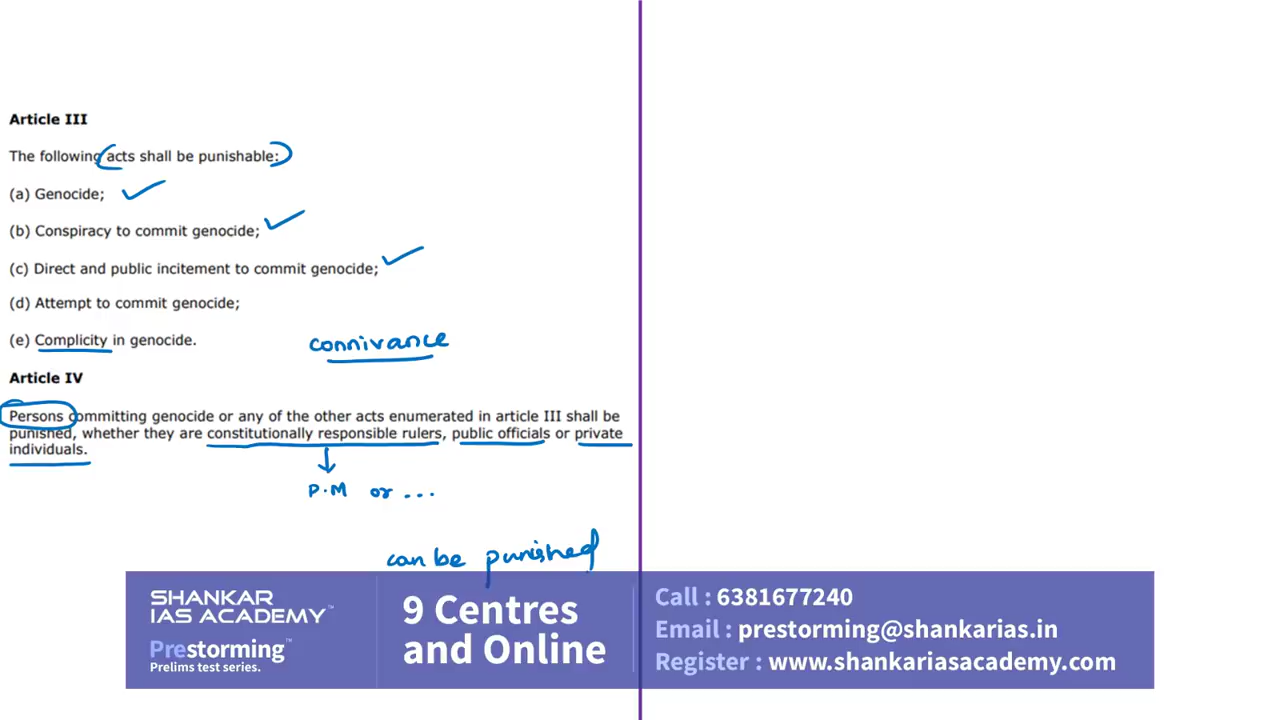 Article III
The following acts shall be punishable:
(a) Genocide;
(b) Conspiracy to commit genocide;
(c) Direct and public incitement to commit genocide;
(d) Attempt to commit genocide;
(e) Complicity in genocide.
connivance
Article IV
Persons committing genocide or any of the other acts enumerated in article III shall be
punished, whether they are constitutionally responsible rulers, public officials or private
individuals.
P.M or ...
can be punished
SHANKAR
IAS ACADEMY™
Prestorming™
Prelims test series.
9 Centres
and Online
Call : 6381677240
Email : prestorming@shankarias.in
Register : www.shankariasacademy.com